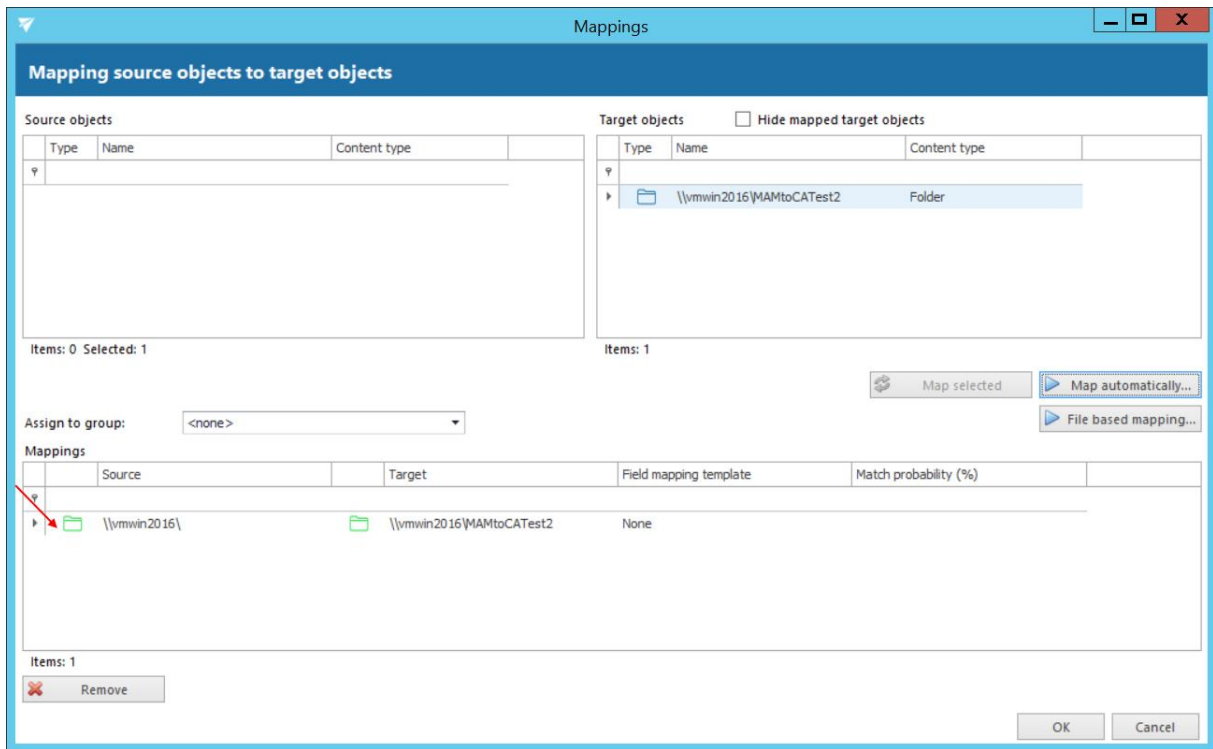 Mappings
Mapping source objects to target objects
Source objects
Type Name Content type
Items: 0 Selected: 1
Target objects Hide mapped target objects
Type Name Content type
\\vmwin2016\MAMtoCATest2 Folder
Items: 1
Map selected Map automatically...
Assign to group: <none> File based mapping...
Mappings
Source Target Field mapping template Match probability (%)
\\vmwin2016\ \\vmwin2016\MAMtoCATest2 None
Items: 1
Remove
OK Cancel